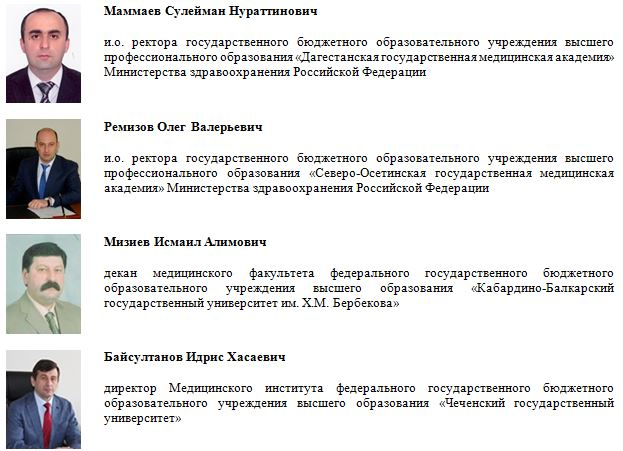 Маммаев Сулейман Нураттинович
и.о. ректора государственного бюджетного образовательного учреждения высшего
профессионального образования «Дагестанская государственная медицинская академия»
Министерства здравоохранения Российской Федерации
Ремизов Олег Валерьевич
и.о. ректора государственного бюджетного образовательного учреждения высшего
профессионального образования «Северо-Осетинская государственная медицинская
академия» Министерства здравоохранения Российской Федерации
Мизиев Исмаил Алимович
декан медицинского факультета федерального государственного бюджетного
образовательного учреждения высшего образования «Кабардино-Балкарский
государственный университет им. Х.М. Бербекова»
Байсултанов Идрис Хасаевич
директор Медицинского института федерального государственного бюджетного
образовательного учреждения высшего образования «Чеченский государственный
университет»